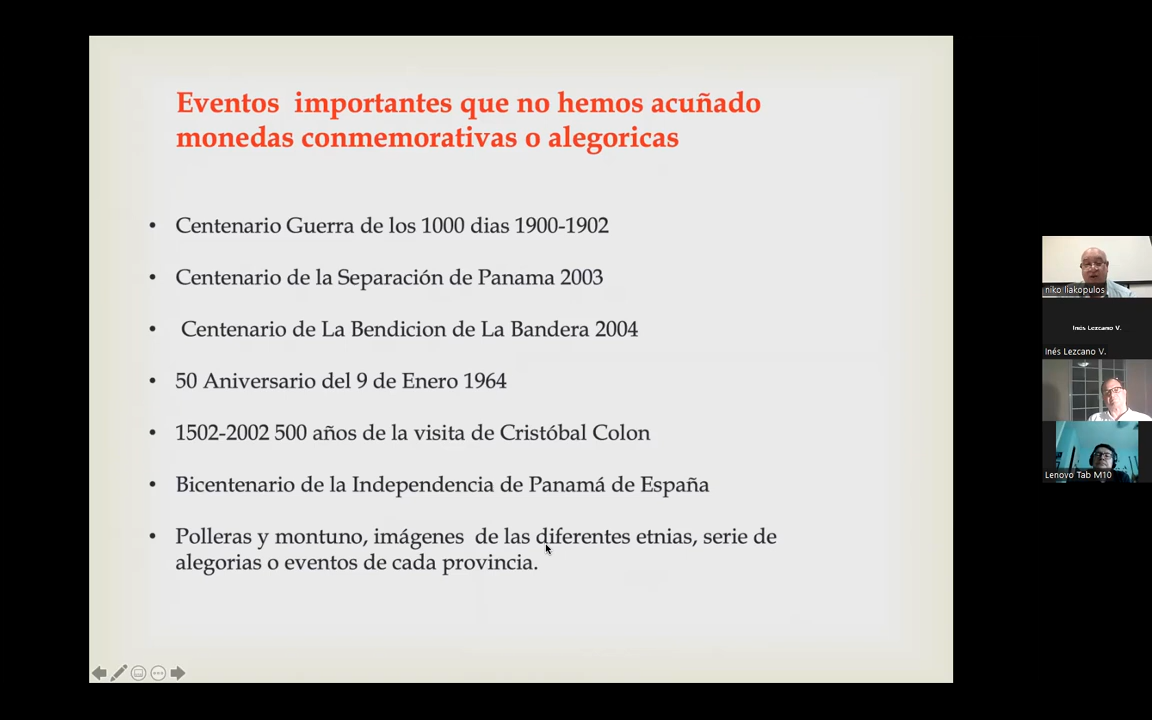 Eventos importantes que no hemos acuñado
monedas conmemorativas o alegoricas
• Centenario Guerra de los 1000 dias 1900-1902
• Centenario de la Separación de Panama 2003
• Centenario de La Bendicion de La Bandera 2004
• 50 Aniversario del 9 de Enero 1964
• 1502-2002 500 años de la visita de Cristóbal Colon
• Bicentenario de la Independencia de Panamá de España
• Polleras y montuno, imágenes de las diferentes etnias, serie de
alegorias o eventos de cada provincia.
niko liakopulos
Inés Lezcano V.
Inés Lezcano V.
Lenovo Tab M10